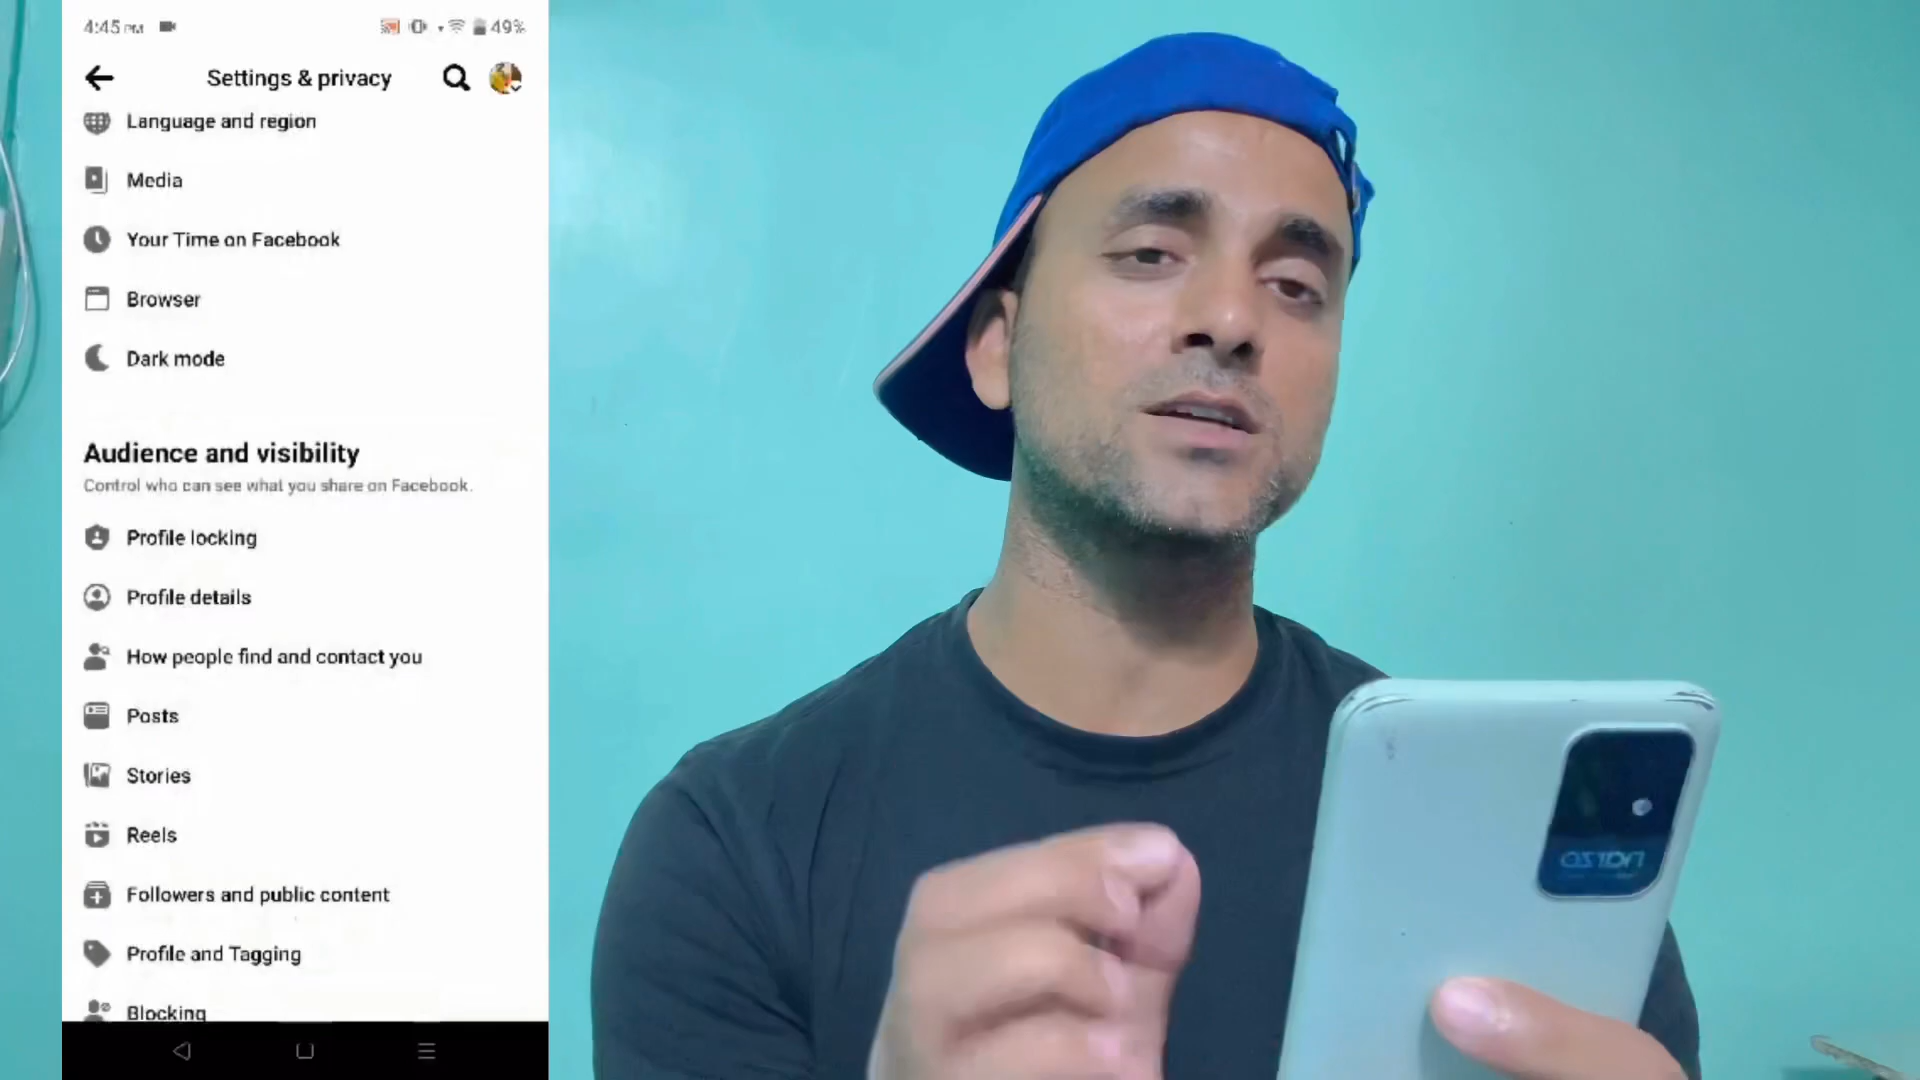 4:45 PM 49%
Settings & privacy
Language and region
Media
Your Time on Facebook
Browser
Dark mode
Audience and visibility
Control who can see what you share on Facebook.
Profile locking
Profile details
How people find and contact you
Posts
Stories
Reels
Followers and public content
Profile and Tagging
Blocking
narzo